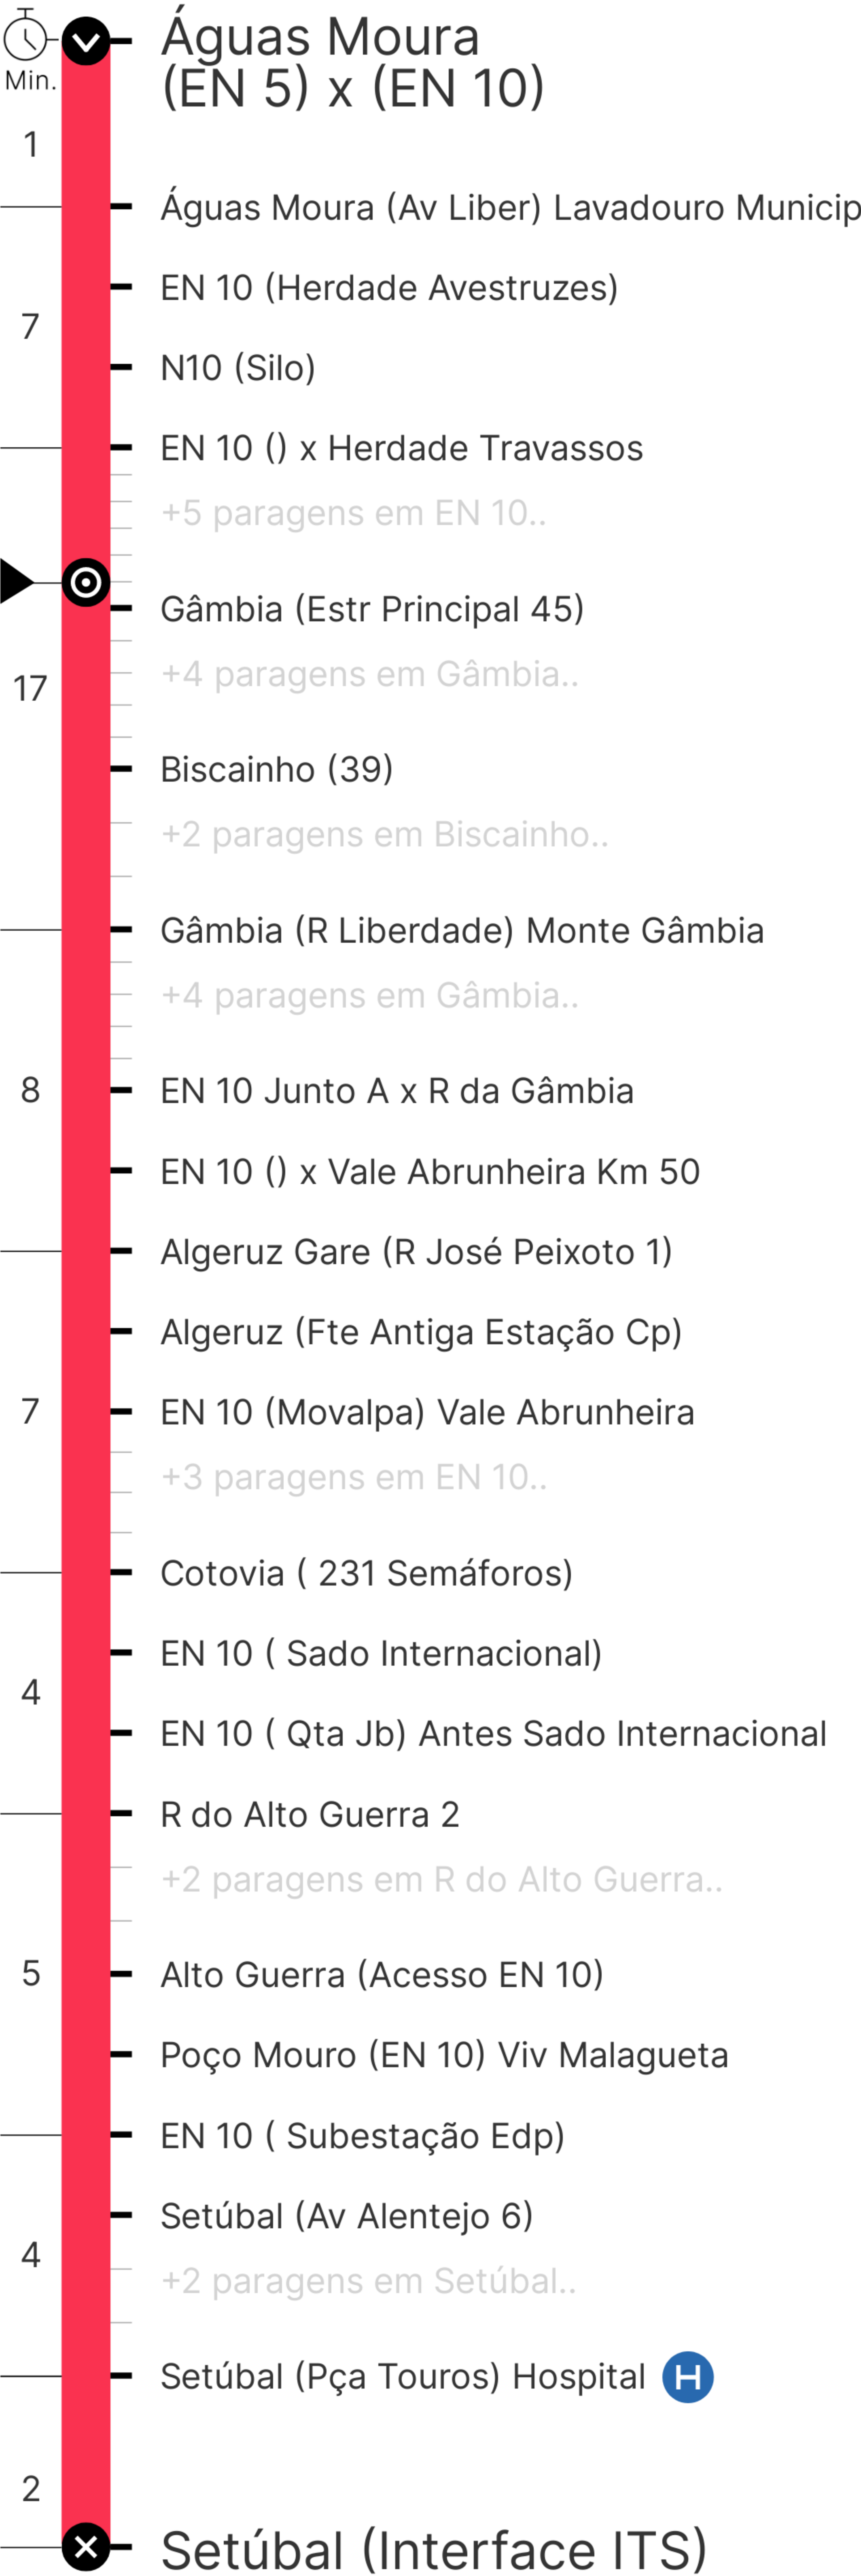 Águas Moura
(EN 5) x (EN 10)
Min.
1
Águas Moura (Av Liber) Lavadouro Municip
EN 10 (Herdade Avestruzes)
7
N10 (Silo)
EN 10 () x Herdade Travassos
+5 paragens em EN 10..
Gâmbia (Estr Principal 45)
+4 paragens em Gâmbia..
17
Biscainho (39)
+2 paragens em Biscainho..
Gâmbia (R Liberdade) Monte Gâmbia
+4 paragens em Gâmbia..
8
EN 10 Junto A x R da Gâmbia
EN 10 () x Vale Abrunheira Km 50
Algeruz Gare (R José Peixoto 1)
Algeruz (Fte Antiga Estação Cp)
7
EN 10 (Movalpa) Vale Abrunheira
+3 paragens em EN 10..
Cotovia ( 231 Semáforos)
EN 10 ( Sado Internacional)
4
EN 10 ( Qta Jb) Antes Sado Internacional
R do Alto Guerra 2
+2 paragens em R do Alto Guerra..
5
Alto Guerra (Acesso EN 10)
Poço Mouro (EN 10) Viv Malagueta
EN 10 ( Subestação Edp)
Setúbal (Av Alentejo 6)
4
+2 paragens em Setúbal..
Setúbal (Pça Touros) Hospital H
2
Setúbal (Interface ITS)